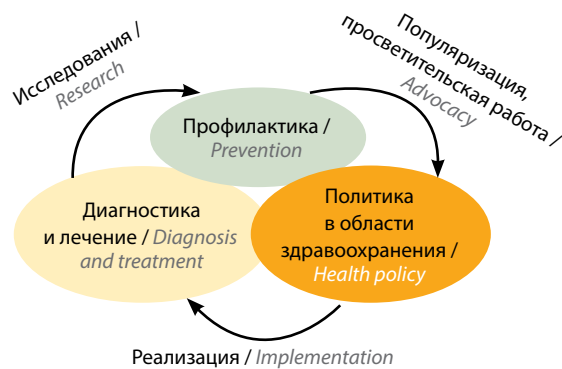 Исследования /
Research
Популяризация,
просветительская работа /
Advocacy
Профилактика /
Prevention
Диагностика
и лечение / Diagnosis
and treatment
Политика
в области
здравоохранения /
Health policy
Реализация / Implementation